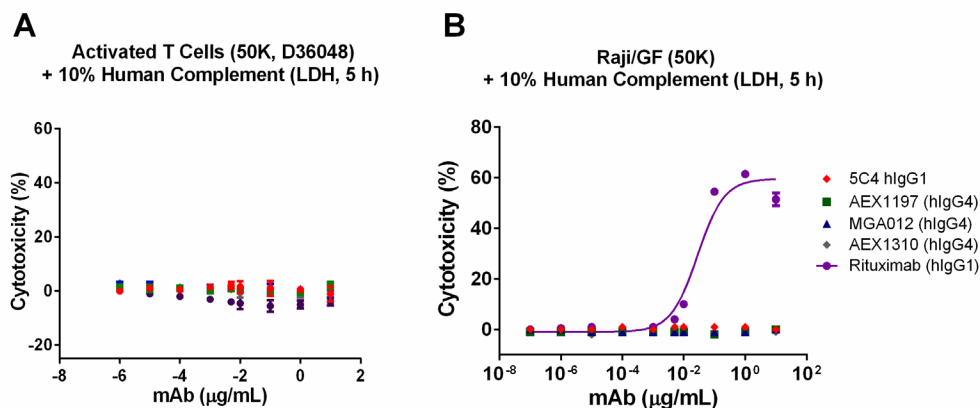 A
Activated T Cells (50K, D36048)
+ 10% Human Complement (LDH, 5 h)
Cytotoxicity (%)
60
40
20
0
-20
-8 -6 -4 -2 0 2
mAb (µg/mL)
B
Raji/GF (50K)
+ 10% Human Complement (LDH, 5 h)
Cytotoxicity (%)
80
60
40
20
0
10⁻⁸ 10⁻⁶ 10⁻⁴ 10⁻² 10⁰ 10²
mAb (µg/mL)
5C4 hIgG1
AEX1197 (hIgG4)
MGA012 (hIgG4)
AEX1310 (hIgG4)
Rituximab (hIgG1)